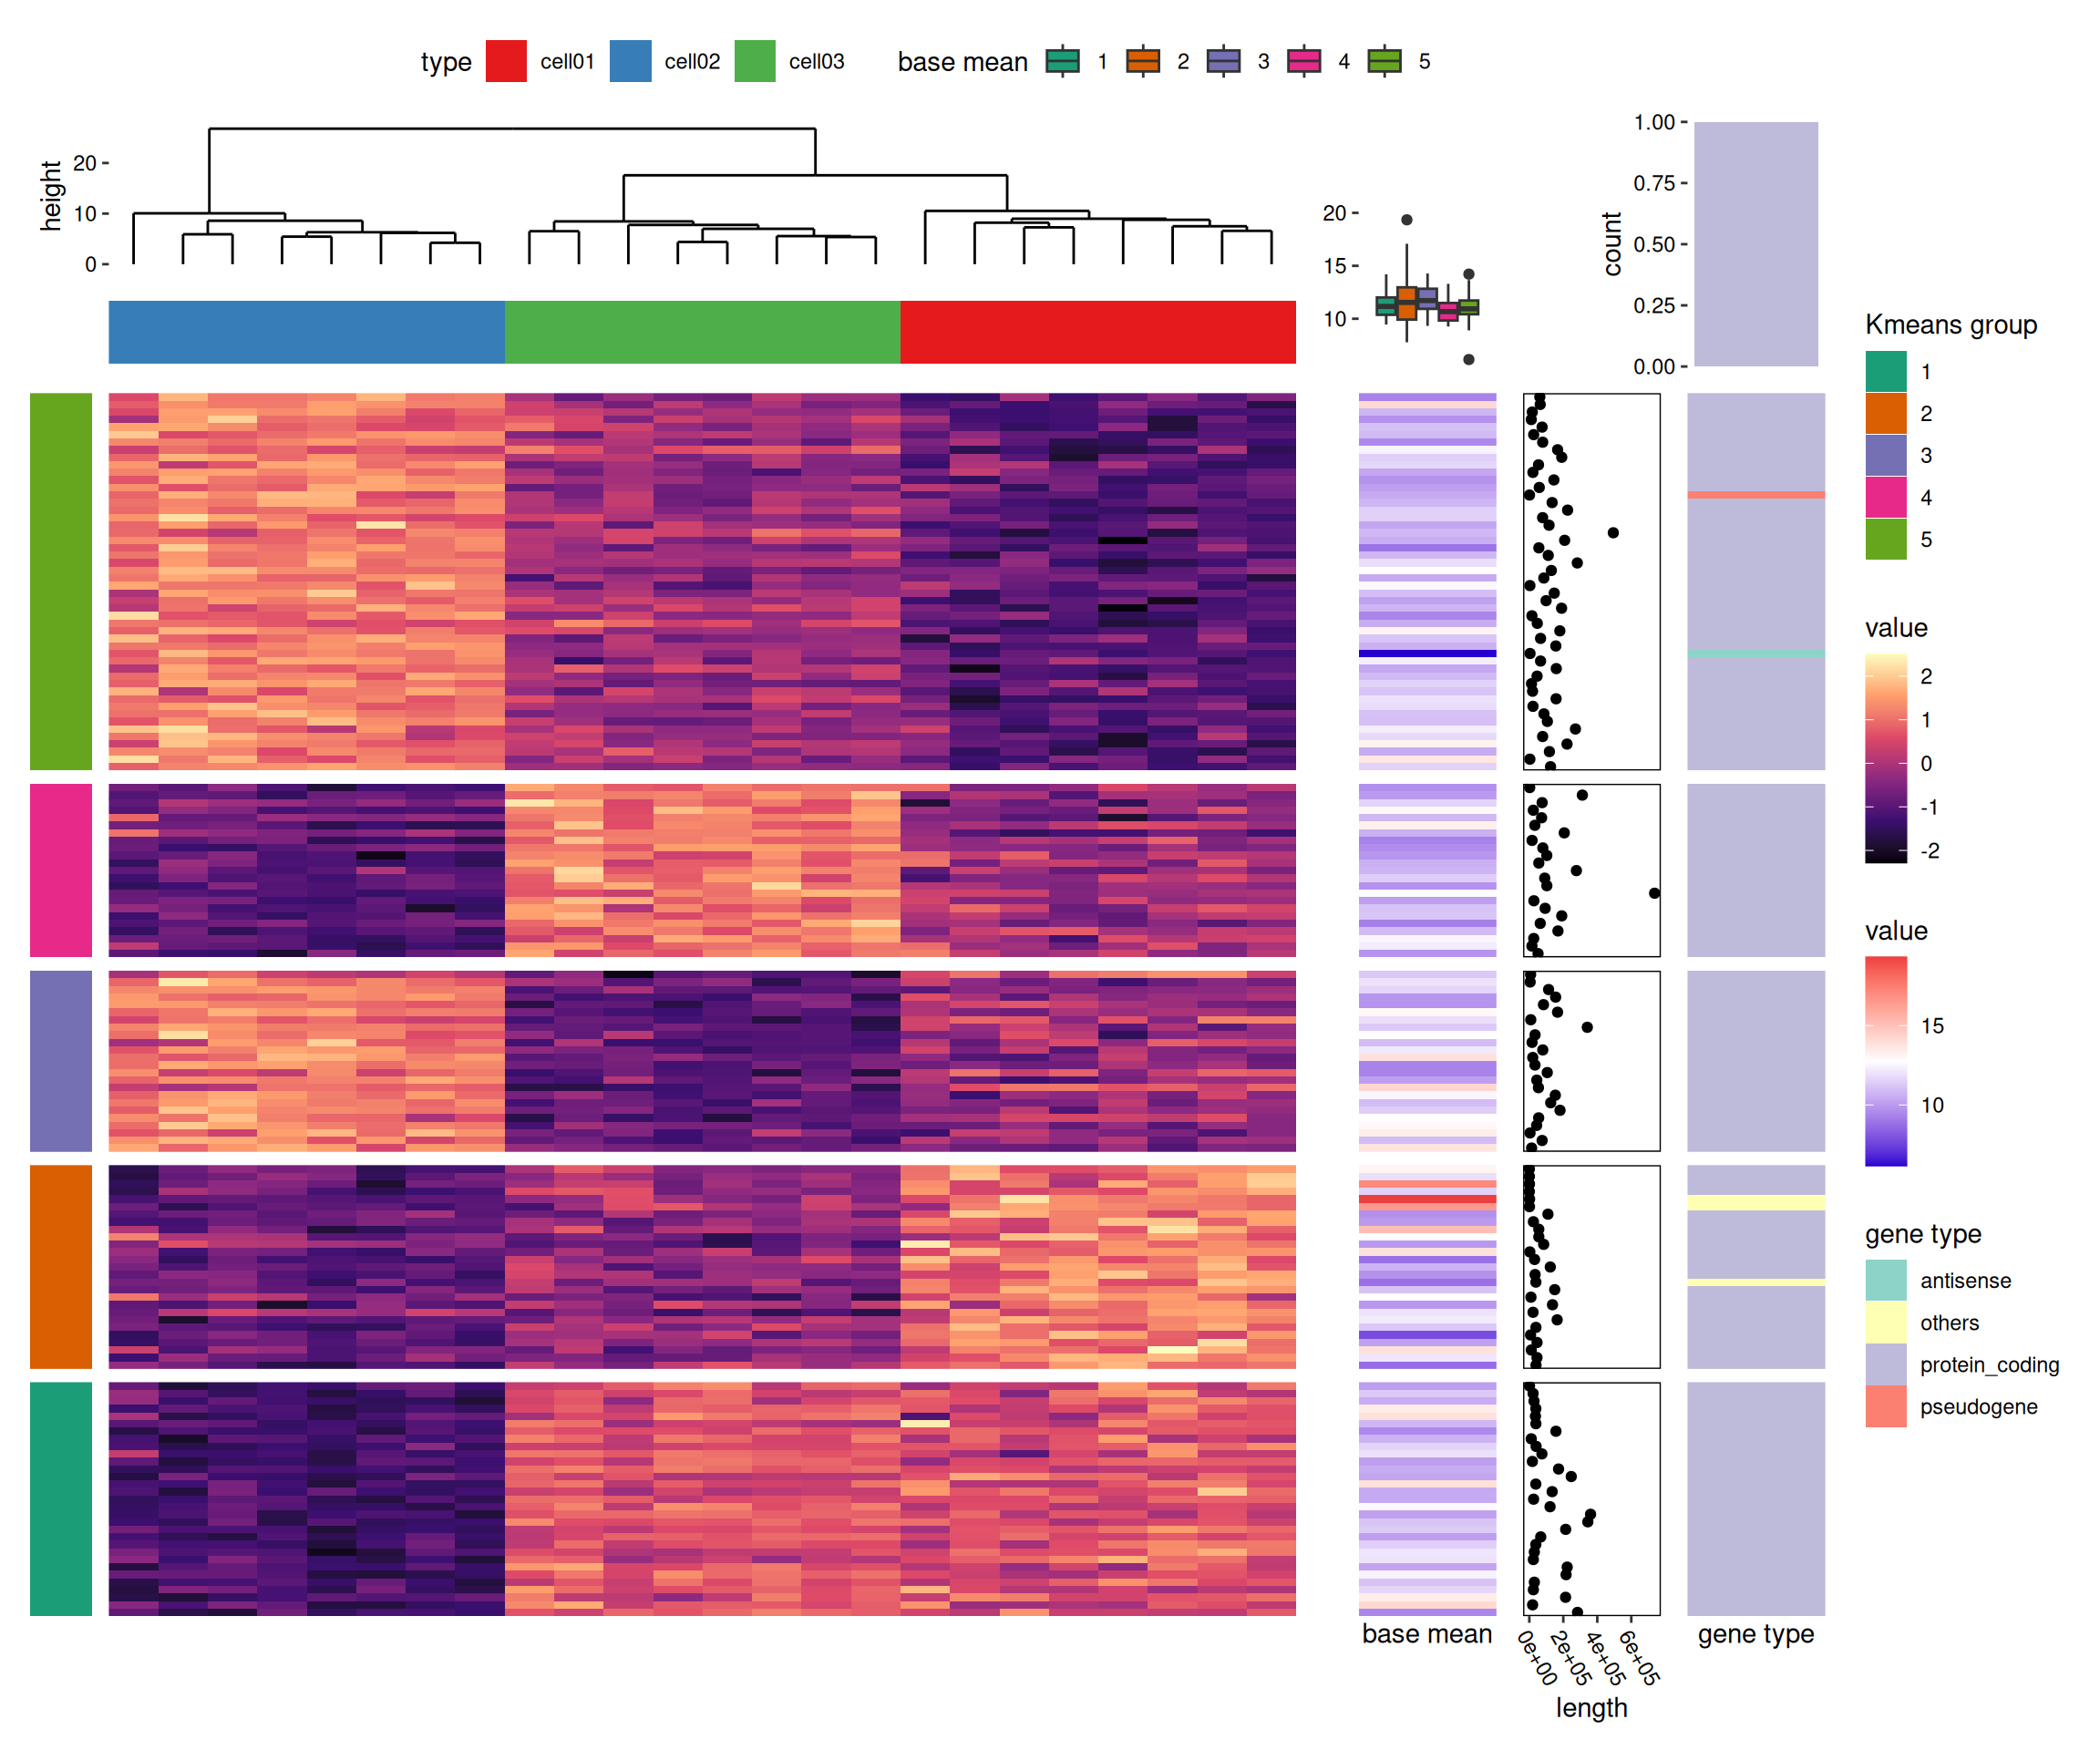 type cell01 cell02 cell03 base mean 1 2 3 4 5
height
20
10
0
20
15
10
count
1.00
0.75
0.50
0.25
0.00
Kmeans group
1
2
3
4
5
value
2
1
0
-1
-2
value
15
10
gene type
antisense
others
protein_coding
pseudogene
base mean
0e+00
2e+05
4e+05
6e+05
length
gene type